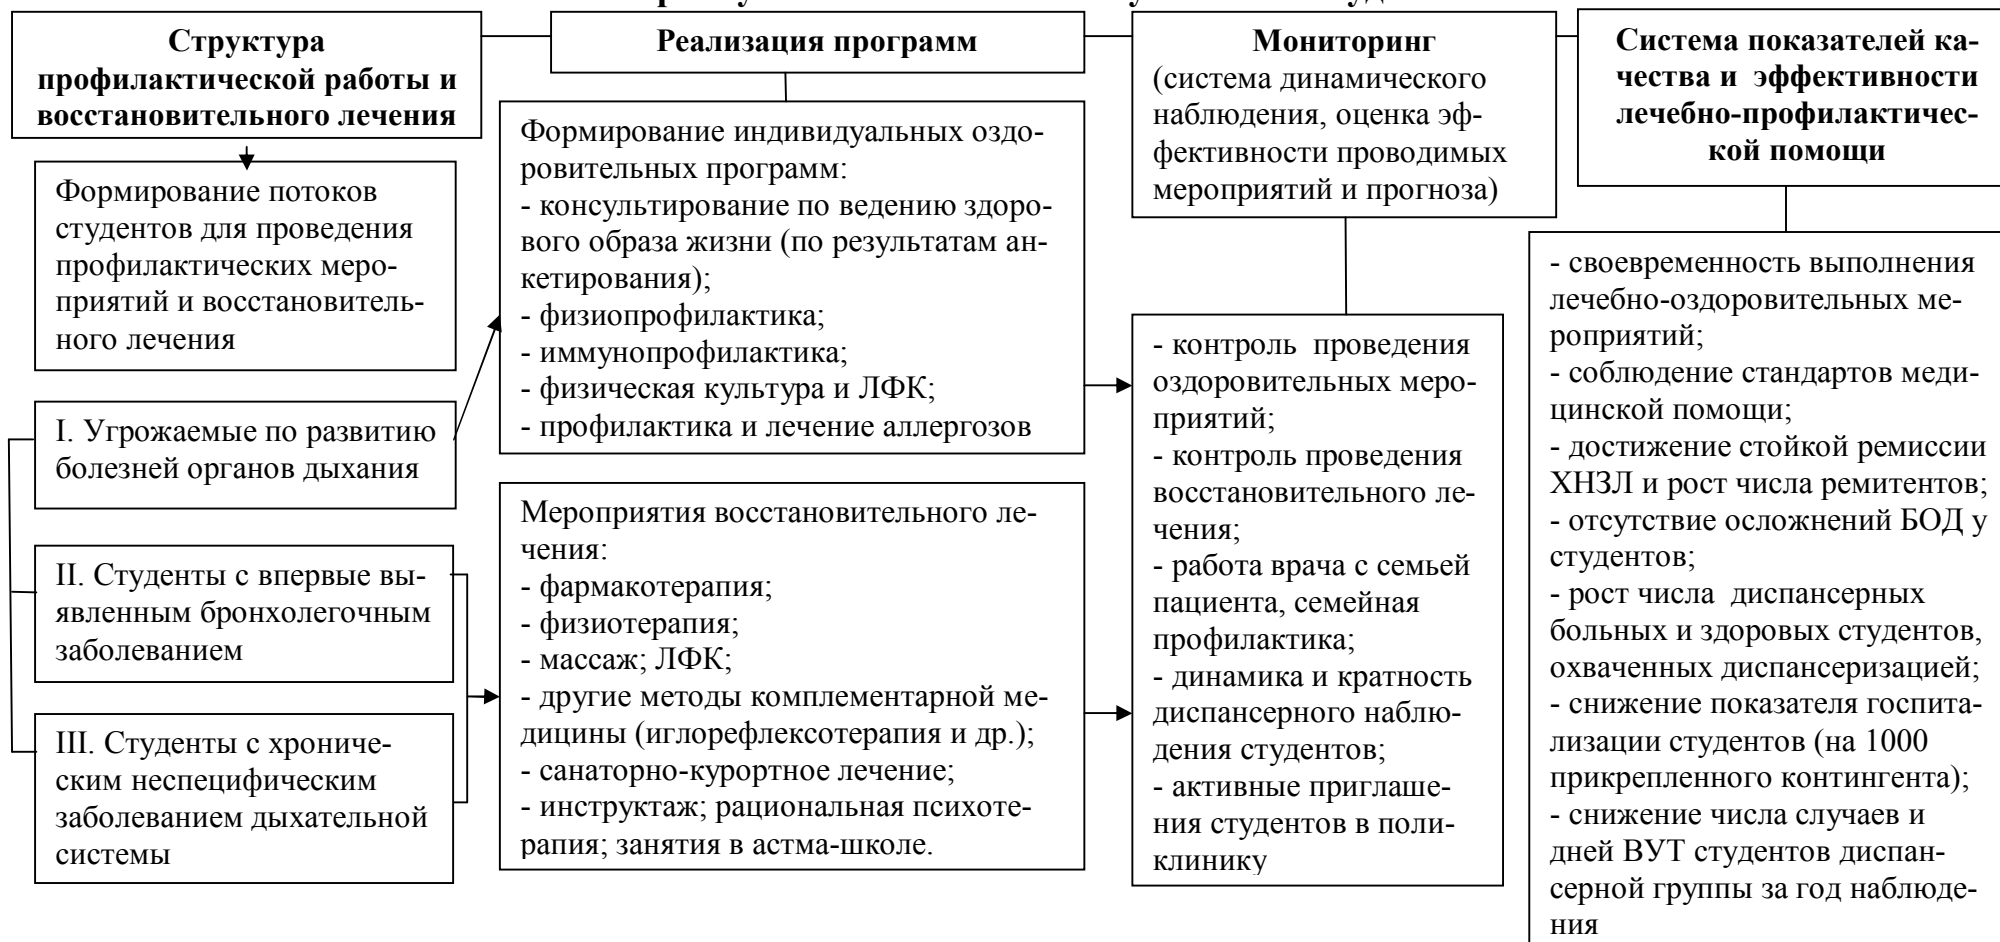 Структура
профилактической работы и
восстановительного лечения
Формирование потоков
студентов для проведения
профилактических меро-
приятий и восстановитель-
ного лечения
I. Угрожаемые по развитию
болезней органов дыхания
II. Студенты с впервые вы-
явленным бронхолегочным
заболеванием
III. Студенты с хрониче-
ским неспецифическим
заболеванием дыхательной
системы
Реализация программ
Формирование индивидуальных оздо-
ровительных программ:
- консультирование по ведению здоро-
вого образа жизни (по результатам ан-
кетирования);
- физиопрофилактика;
- иммунопрофилактика;
- физическая культура и ЛФК;
- профилактика и лечение аллергозов
Мероприятия восстановительного ле-
чения:
- фармакотерапия;
- физиотерапия;
- массаж; ЛФК;
- другие методы комплементарной ме-
дицины (иглорефлексотерапия и др.);
- санаторно-курортное лечение;
- инструктаж; рациональная психоте-
рапия; занятия в астма-школе.
Мониторинг
(система динамического
наблюдения, оценка эф-
фективности проводимых
мероприятий и прогноза)
- контроль проведения
оздоровительных меро-
приятий;
- контроль проведения
восстановительного ле-
чения;
- работа врача с семьей
пациента, семейная
профилактика;
- динамика и кратность
диспансерного наблю-
дения студентов;
- активные приглаше-
ния студентов в поли-
клинику
Система показателей ка-
чества и эффективности
лечебно-профилактичес-
кой помощи
- своевременность выполнения
лечебно-оздоровительных ме-
роприятий;
- соблюдение стандартов меди-
цинской помощи;
- достижение стойкой ремиссии
ХНЗЛ и рост числа ремитентов;
- отсутствие осложнений БОД у
студентов;
- рост числа диспансерных
больных и здоровых студентов,
охваченных диспансеризацией;
- снижение показателя госпита-
лизации студентов (на 1000
прикрепленного контингента);
- снижение числа случаев и
дней ВУТ студентов диспан-
серной группы за год наблюде-
ния